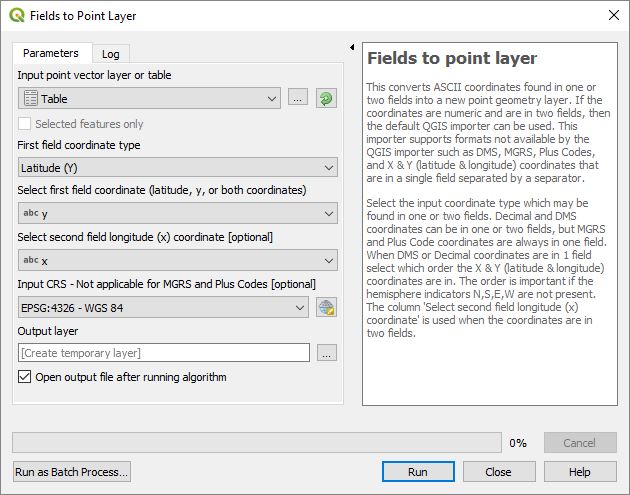 Fields to Point Layer
Parameters
Log
Input point vector layer or table
Table
...
Selected features only
First field coordinate type
Latitude (Y)
Select first field coordinate (latitude, y, or both coordinates)
abc y
Select second field longitude (x) coordinate [optional]
abc x
Input CRS - Not applicable for MGRS and Plus Codes [optional]
EPSG:4326 - WGS 84
Output layer
[Create temporary layer]
...
Open output file after running algorithm
Fields to point layer
This converts ASCII coordinates found in one or
two fields into a new point geometry layer. If the
coordinates are numeric and are in two fields, then
the default QGIS importer can be used. This
importer supports formats not available by the
QGIS importer such as DMS, MGRS, Plus Codes,
and X & Y (latitude & longitude) coordinates that
are in a single field separated by a separator.
Select the input coordinate type which may be
found in one or two fields. Decimal and DMS
coordinates can be in one or two fields, but MGRS
and Plus Code coordinates are always in one field.
When DMS or Decimal coordinates are in 1 field
select which order the X & Y (latitude & longitude)
coordinates are in. The order is important if the
hemisphere indicators N,S,E,W are not present.
The column 'Select second field longitude (x)
coordinate' is used when the coordinates are in
two fields.
0%
Cancel
Run as Batch Process...
Run
Close
Help